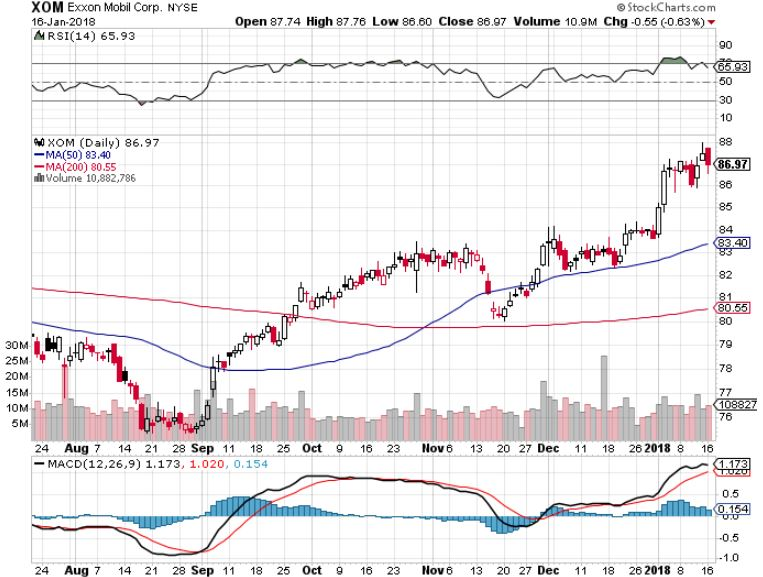 XOM Exxon Mobil Corp. NYSE © StockCharts.com
16-Jan-2018 Open 87.74 High 87.76 Low 86.60 Close 86.97 Volume 10.9M Chg -0.55 (-0.63%)
RSI(14) 65.93
90
70
65.93
50
30
10
XOM (Daily) 86.97
MA(50) 83.40
MA(200) 80.55
Volume 10,882,786
88
86.97
86
85
84
83.40
83
82
81
80.55
80
79
78
77
108827
76
30M
25M
20M
15M
10M
5M
24 Aug 7 14 21 28 Sep 11 18 25 Oct 9 16 23 Nov 6 13 20 27 Dec 11 18 26 2018 8 16
MACD(12,26,9) 1.173, 1.020, 0.154
1.173
1.020
0.5
0.154
0.0
-0.5
-1.0
24 Aug 7 14 21 28 Sep 11 18 25 Oct 9 16 23 Nov 6 13 20 27 Dec 11 18 26 2018 8 16